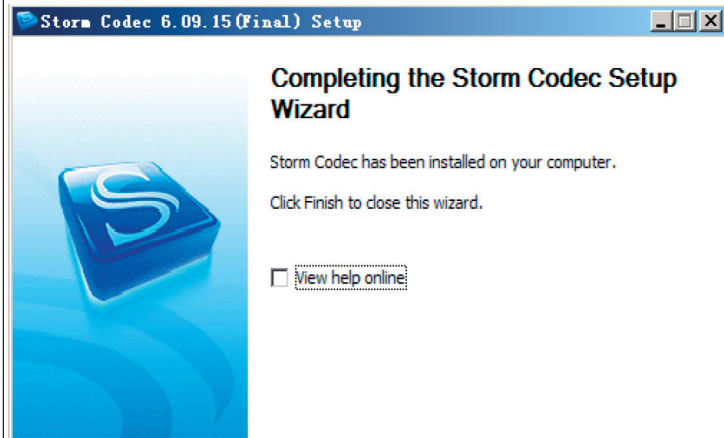 Storm Codec 6.09.15(Final) Setup
Completing the Storm Codec Setup
Wizard
Storm Codec has been installed on your computer.
Click Finish to close this wizard.
View help online
S